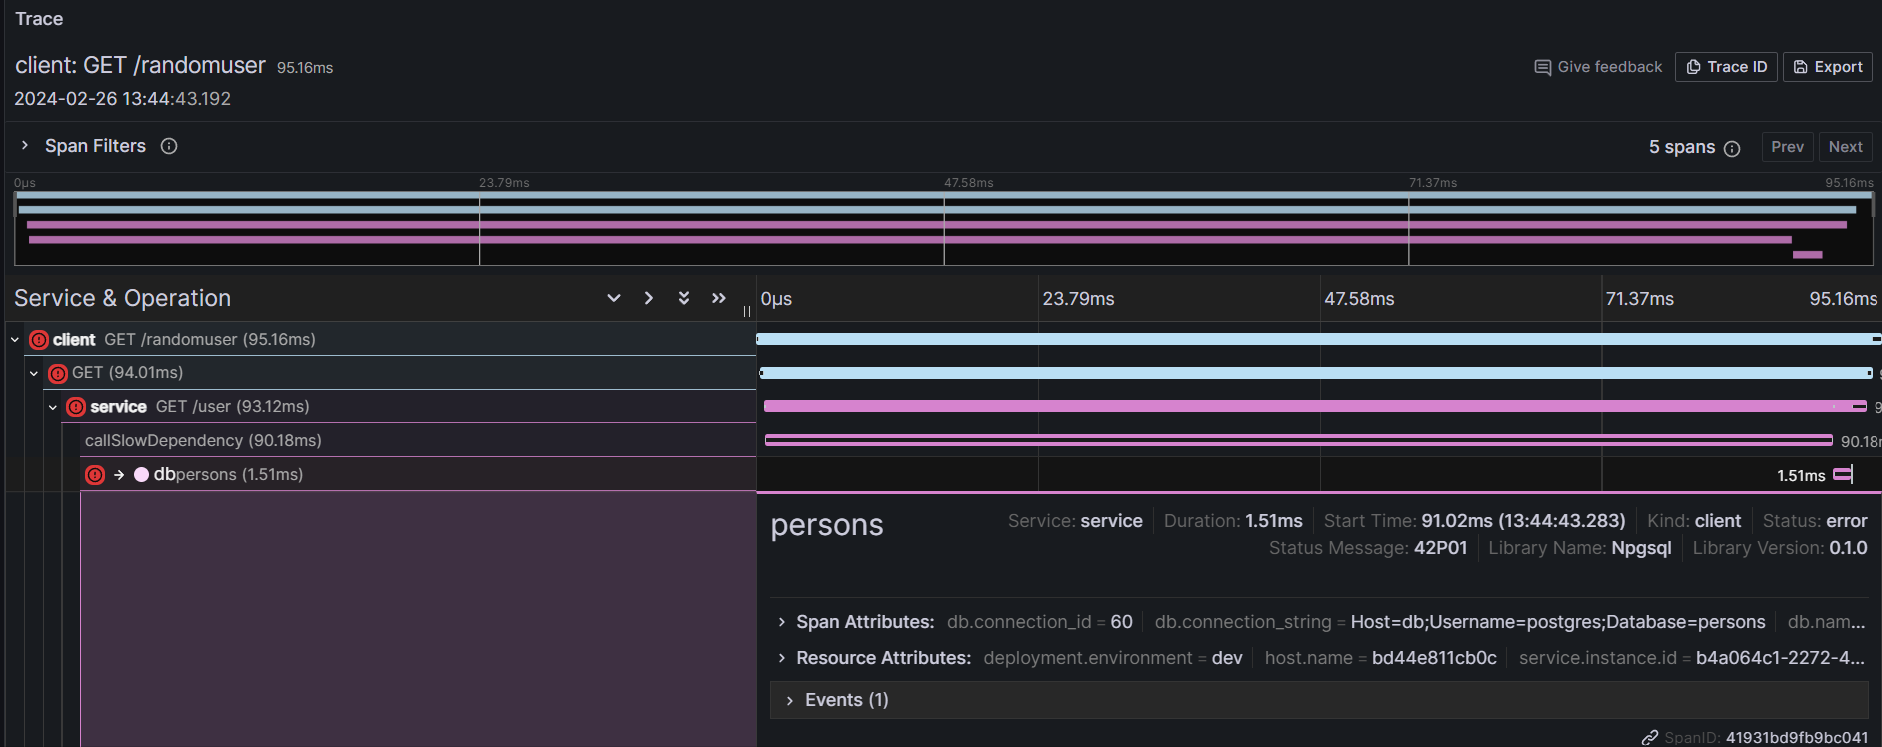 Trace
client: GET /randomuser 95.16ms
Give feedback Trace ID Export
2024-02-26 13:44:43.192
Span Filters
5 spans Prev Next
0μs 23.79ms 47.58ms 71.37ms 95.16ms
Service & Operation 0μs 23.79ms 47.58ms 71.37ms 95.16ms
client GET /randomuser (95.16ms)
GET (94.01ms)
service GET /user (93.12ms)
callSlowDependency (90.18ms) 90.18
dbpersons (1.51ms) 1.51ms
persons
Service: service Duration: 1.51ms Start Time: 91.02ms (13:44:43.283) Kind: client Status: error
Status Message: 42P01 Library Name: Npgsql Library Version: 0.1.0
Span Attributes: db.connection_id = 60 db.connection_string = Host=db;Username=postgres;Database=persons db.nam...
Resource Attributes: deployment.environment = dev host.name = bd44e811cb0c service.instance.id = b4a064c1-2272-4...
Events (1)
SpanID: 41931bd9fb9bc041